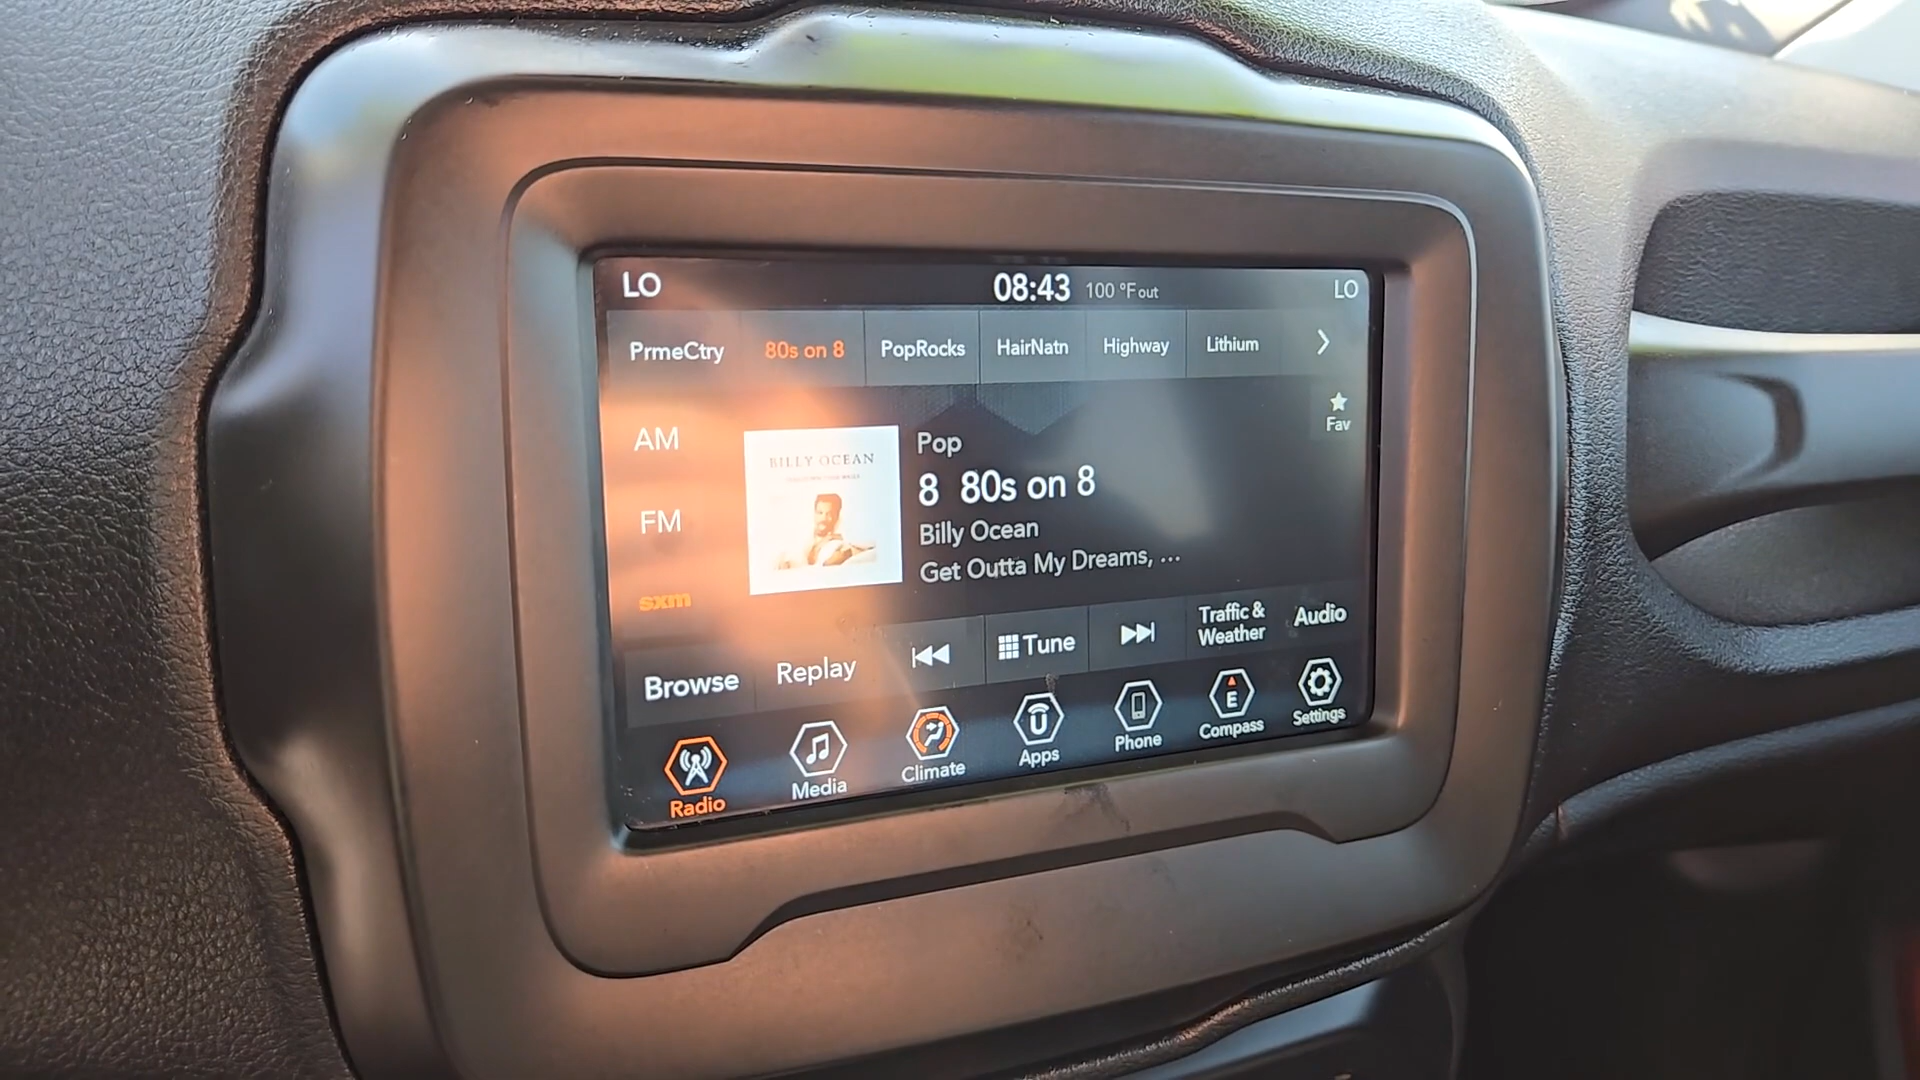 LO 08:43 100 °F out LO
PrmeCtry 80s on 8 PopRocks HairNatn Highway Lithium
Fav
AM
FM
sxm
BILLY OCEAN
Pop
8 80s on 8
Billy Ocean
Get Outta My Dreams, ...
Browse Replay Tune Traffic & Audio
Weather
Radio Media Climate Apps Phone Compass Settings
U
E